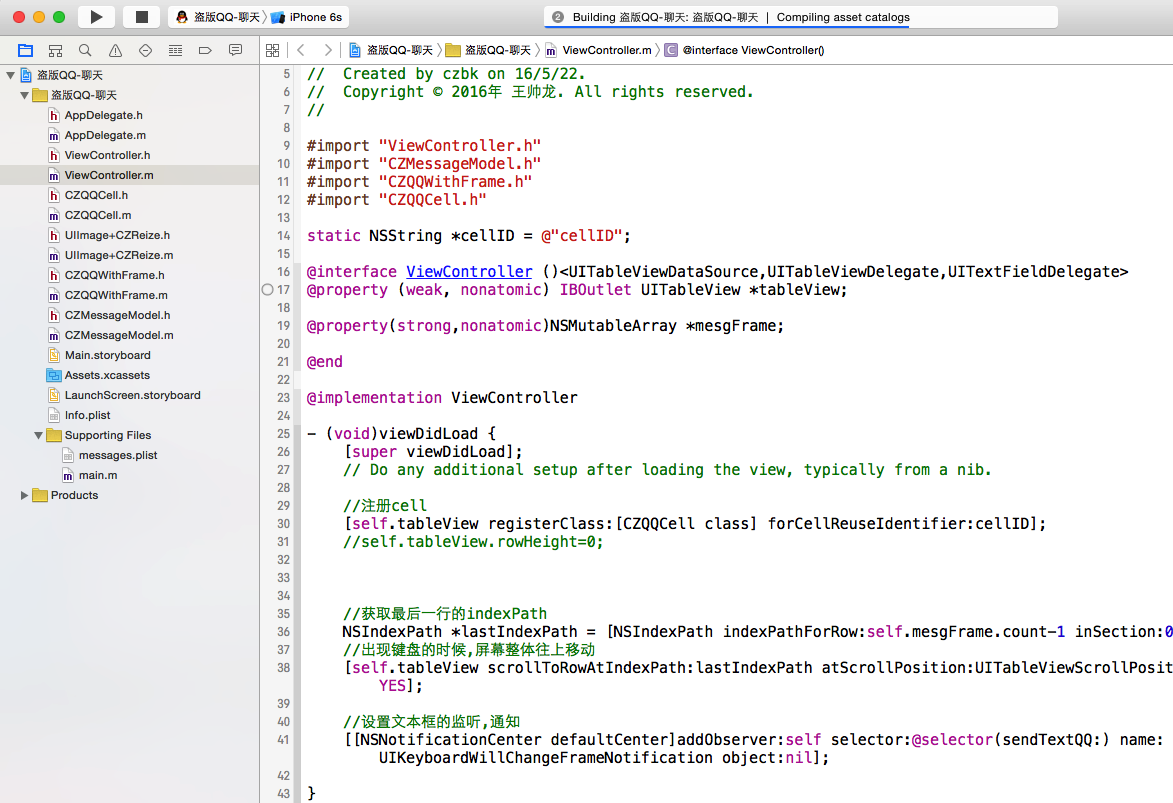 盗版QQ-聊天 iPhone 6s
2 Building 盗版QQ-聊天: 盗版QQ-聊天 | Compiling asset catalogs
盗版QQ-聊天 盗版QQ-聊天 m ViewController.m C @interface ViewController()
盗版QQ-聊天
盗版QQ-聊天
h AppDelegate.h
m AppDelegate.m
h ViewController.h
m ViewController.m
h CZQQCell.h
m CZQQCell.m
h UIImage+CZReize.h
m UIImage+CZReize.m
h CZQQWithFrame.h
m CZQQWithFrame.m
h CZMessageModel.h
m CZMessageModel.m
Main.storyboard
Assets.xcassets
LaunchScreen.storyboard
Info.plist
Supporting Files
messages.plist
m main.m
Products
5 // Created by czbk on 16/5/22.
6 // Copyright © 2016年 王帅龙. All rights reserved.
7 //
8
9 #import "ViewController.h"
10 #import "CZMessageModel.h"
11 #import "CZQQWithFrame.h"
12 #import "CZQQCell.h"
13
14 static NSString *cellID = @"cellID";
15
16 @interface ViewController ()<UITableViewDataSource,UITableViewDelegate,UITextFieldDelegate>
17 @property (weak, nonatomic) IBOutlet UITableView *tableView;
18
19 @property(strong,nonatomic)NSMutableArray *mesgFrame;
20
21 @end
22
23 @implementation ViewController
24
25 - (void)viewDidLoad {
26 [super viewDidLoad];
27 // Do any additional setup after loading the view, typically from a nib.
28
29 //注册cell
30 [self.tableView registerClass:[CZQQCell class] forCellReuseIdentifier:cellID];
31 //self.tableView.rowHeight=0;
32
33
34
35 //获取最后一行的indexPath
36 NSIndexPath *lastIndexPath = [NSIndexPath indexPathForRow:self.mesgFrame.count-1 inSection:0
37 //出现键盘的时候,屏幕整体往上移动
38 [self.tableView scrollToRowAtIndexPath:lastIndexPath atScrollPosition:UITableViewScrollPosit
YES];
39
40 //设置文本框的监听,通知
41 [[NSNotificationCenter defaultCenter]addObserver:self selector:@selector(sendTextQQ:) name:
UIKeyboardWillChangeFrameNotification object:nil];
42
43 }